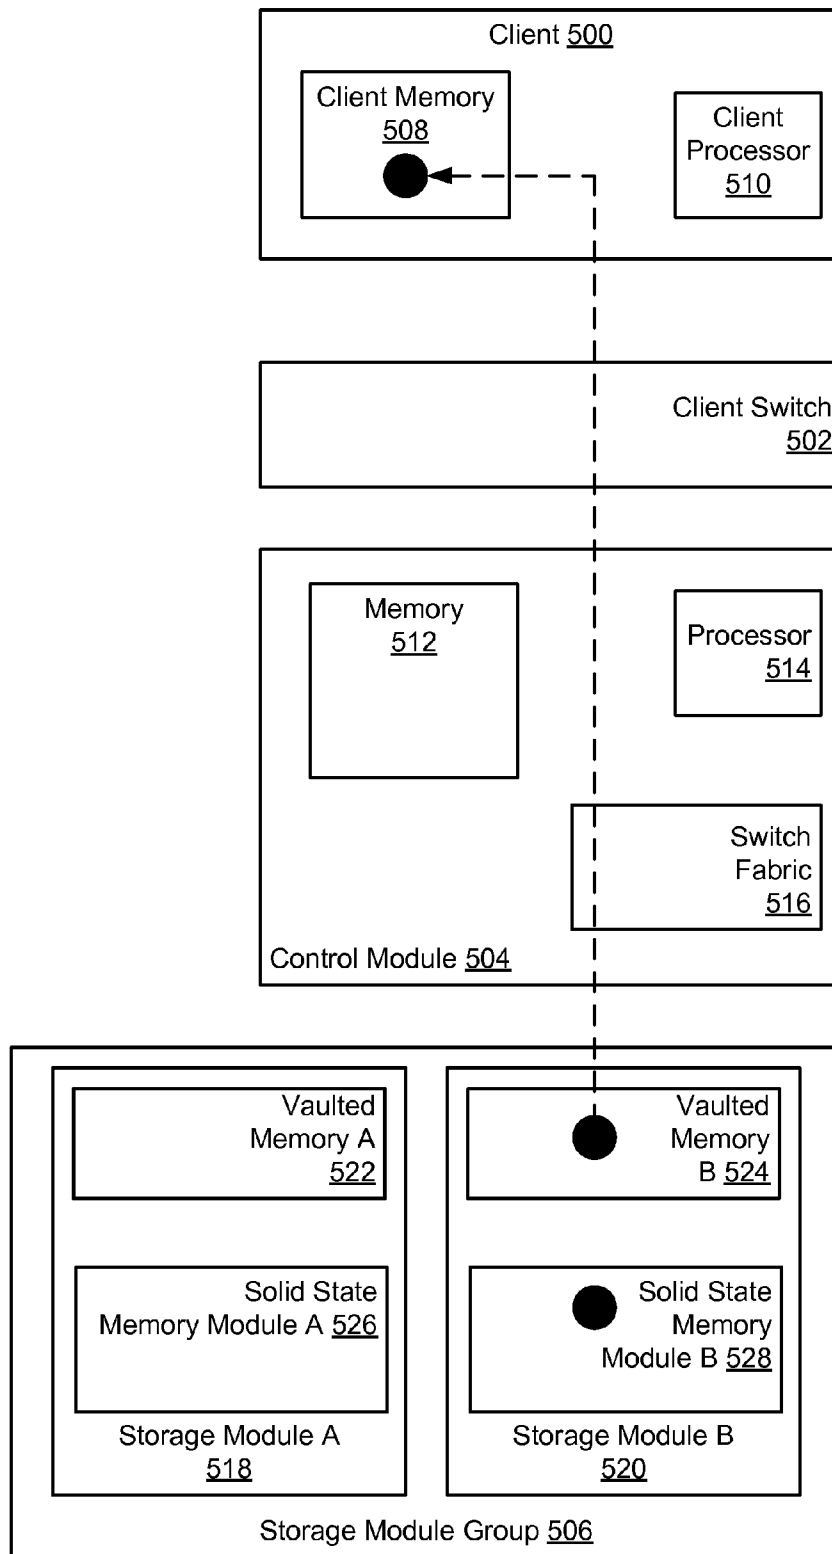 Client 500
Client Memory
508
Client
Processor
510
Client Switch
502
Memory
512
Processor
514
Switch
Fabric
516
Control Module 504
Vaulted
Memory A
522
Vaulted
Memory
B 524
Solid State
Memory Module A 526
Solid State
Memory
Module B 528
Storage Module A
518
Storage Module B
520
Storage Module Group 506